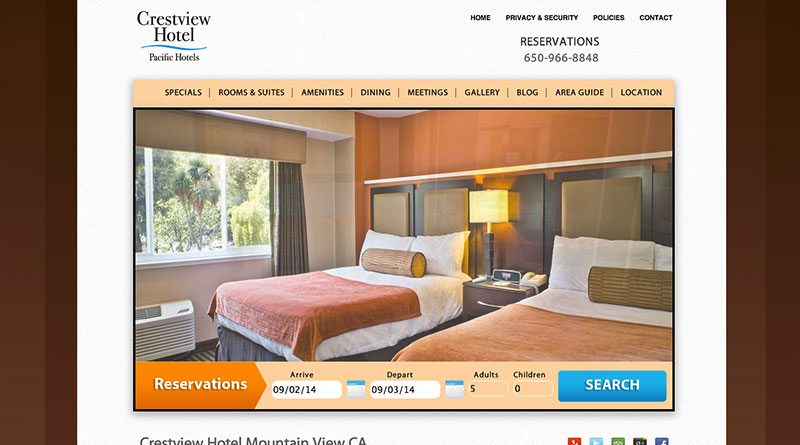 Crestview
Hotel
Pacific Hotels
HOME PRIVACY & SECURITY POLICIES CONTACT
RESERVATIONS
650-966-8848
SPECIALS | ROOMS & SUITES | AMENITIES | DINING | MEETINGS | GALLERY | BLOG | AREA GUIDE | LOCATION
Reservations
Arrive Depart Adults Children
09/02/14 09/03/14 5 0
SEARCH
Crestview Hotel Mountain View CA